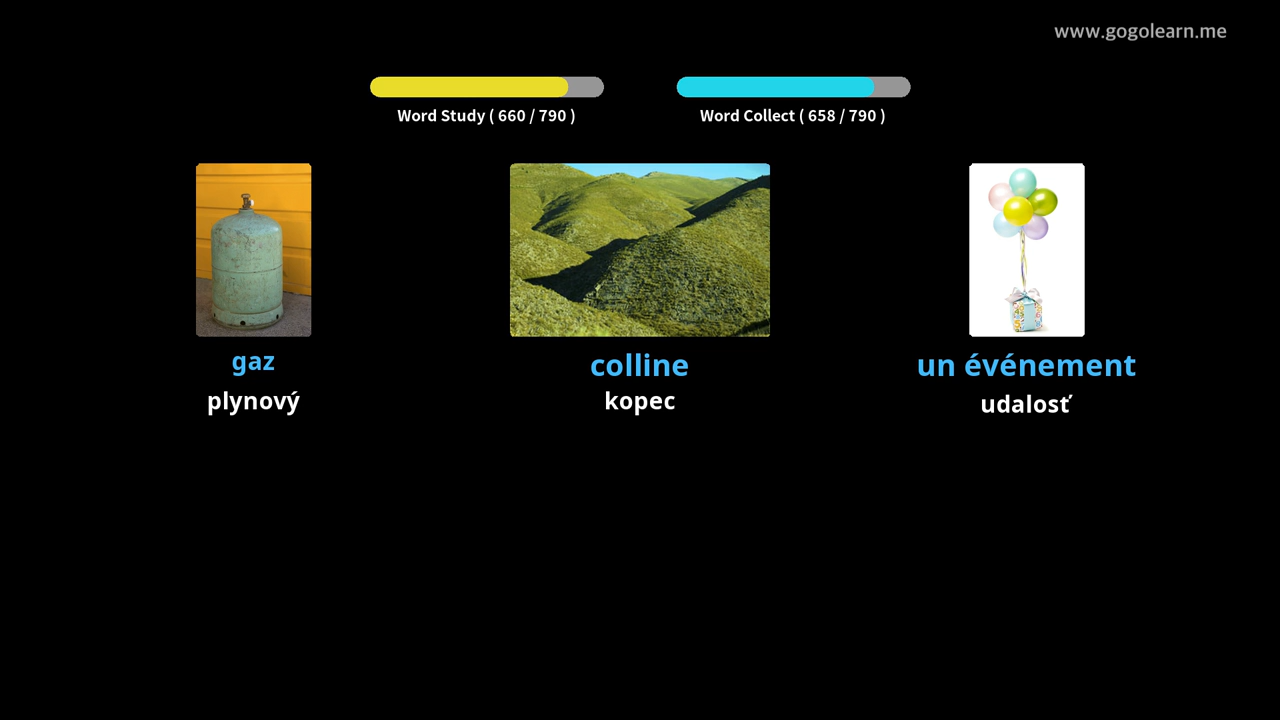 www.gogolearn.me
Word Study ( 660 / 790 )
Word Collect ( 658 / 790 )
gaz
plynový
colline
kopec
un événement
udalosť